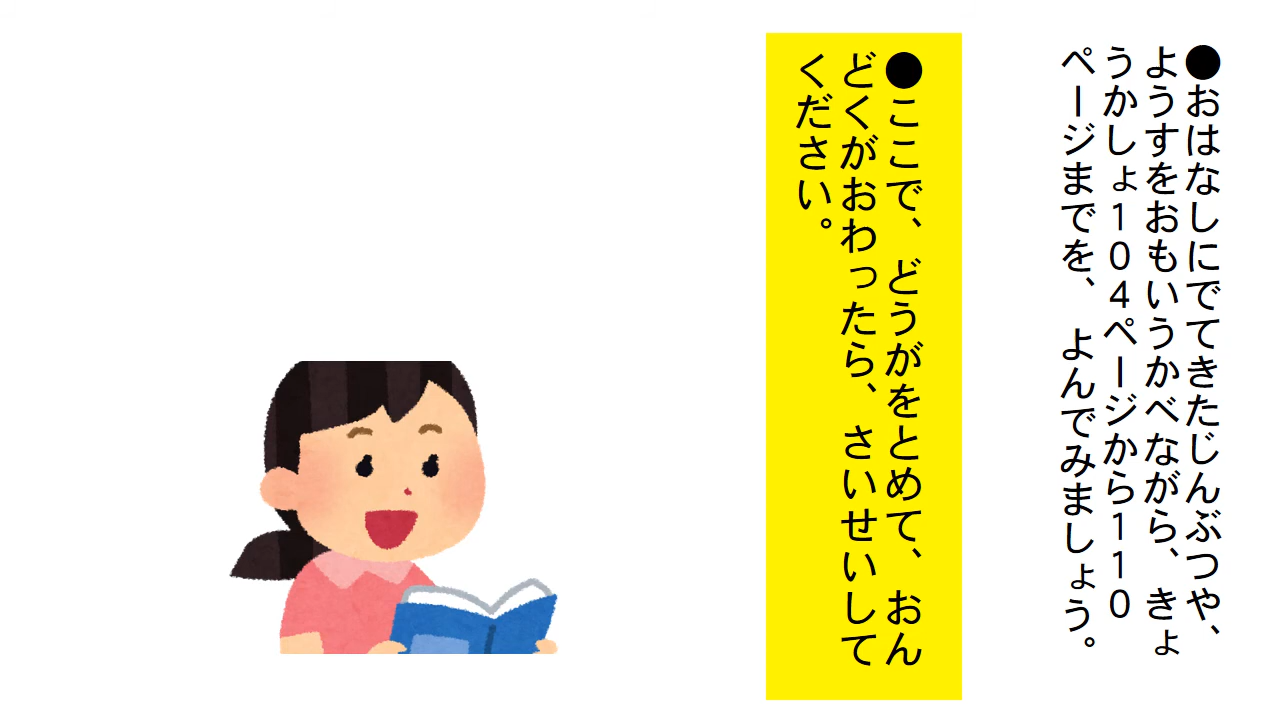 ●おはなしにでてきたじんぶつや、
ようすをおもいうかべながら、きょ
うかしょ104ページから110
ページまでを、よんでみましょう。
●ここで、どうがをとめて、おん
どくがおわったら、さいせいして
ください。